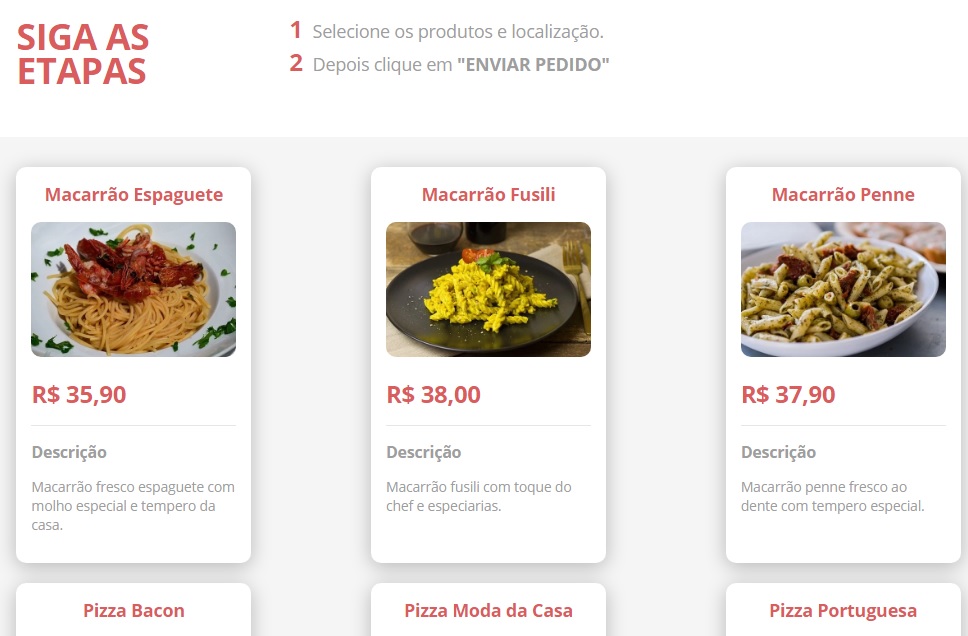 SIGA AS
ETAPAS
1 Selecione os produtos e localização.
2 Depois clique em "ENVIAR PEDIDO"
Macarrão Espaguete
R$ 35,90
Descrição
Macarrão fresco espaguete com
molho especial e tempero da
casa.
Macarrão Fusili
R$ 38,00
Descrição
Macarrão fusili com toque do
chef e especiarias.
Macarrão Penne
R$ 37,90
Descrição
Macarrão penne fresco ao
dente com tempero especial.
Pizza Bacon
Pizza Moda da Casa
Pizza Portuguesa